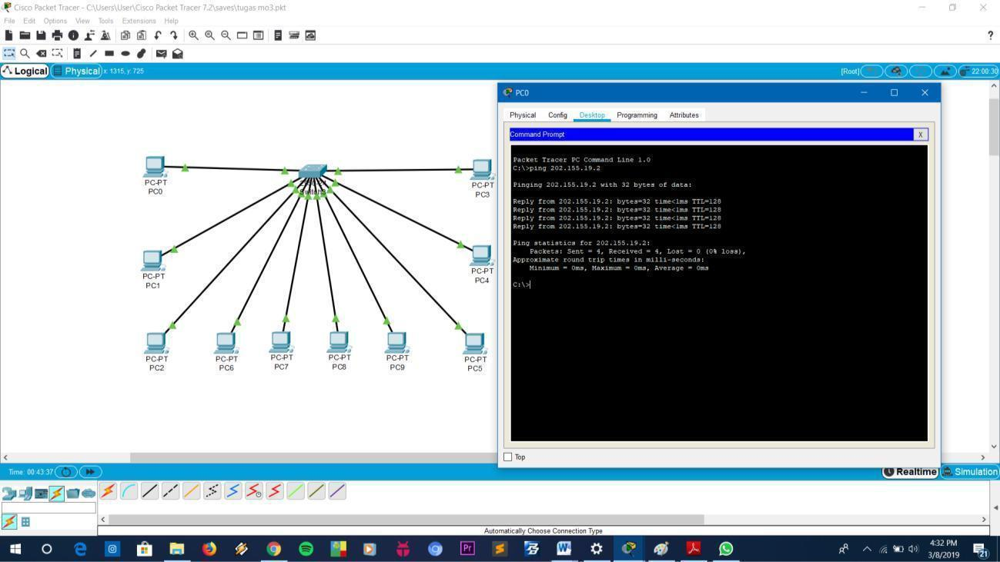 Cisco Packet Tracer - C:\Users\User\Cisco Packet Tracer 7.2\saves\tugas mo3.pkt
File Edit Options View Tools Extensions Help
?
Logical Physical x: 1315, y: 725
[Root] 22:00:30
PC0
Physical Config Desktop Programming Attributes
Command Prompt X
Packet Tracer PC Command Line 1.0
C:\>ping 202.155.19.2
Pinging 202.155.19.2 with 32 bytes of data:
Reply from 202.155.19.2: bytes=32 time<1ms TTL=128
Reply from 202.155.19.2: bytes=32 time<1ms TTL=128
Reply from 202.155.19.2: bytes=32 time<1ms TTL=128
Reply from 202.155.19.2: bytes=32 time<1ms TTL=128
Ping statistics for 202.155.19.2:
Packets: Sent = 4, Received = 4, Lost = 0 (0% loss),
Approximate round trip times in milli-seconds:
Minimum = 0ms, Maximum = 0ms, Average = 0ms
C:\>
Top
PC-PT
PC0
PC-PT
PC3
PC-PT
PC1
PC-PT
PC4
PC-PT
PC2
PC-PT
PC6
PC-PT
PC7
PC-PT
PC8
PC-PT
PC9
PC-PT
PC5
Time: 00:43:37
Realtime Simulation
Automatically Choose Connection Type
Pr
4:32 PM
3/8/2019
21